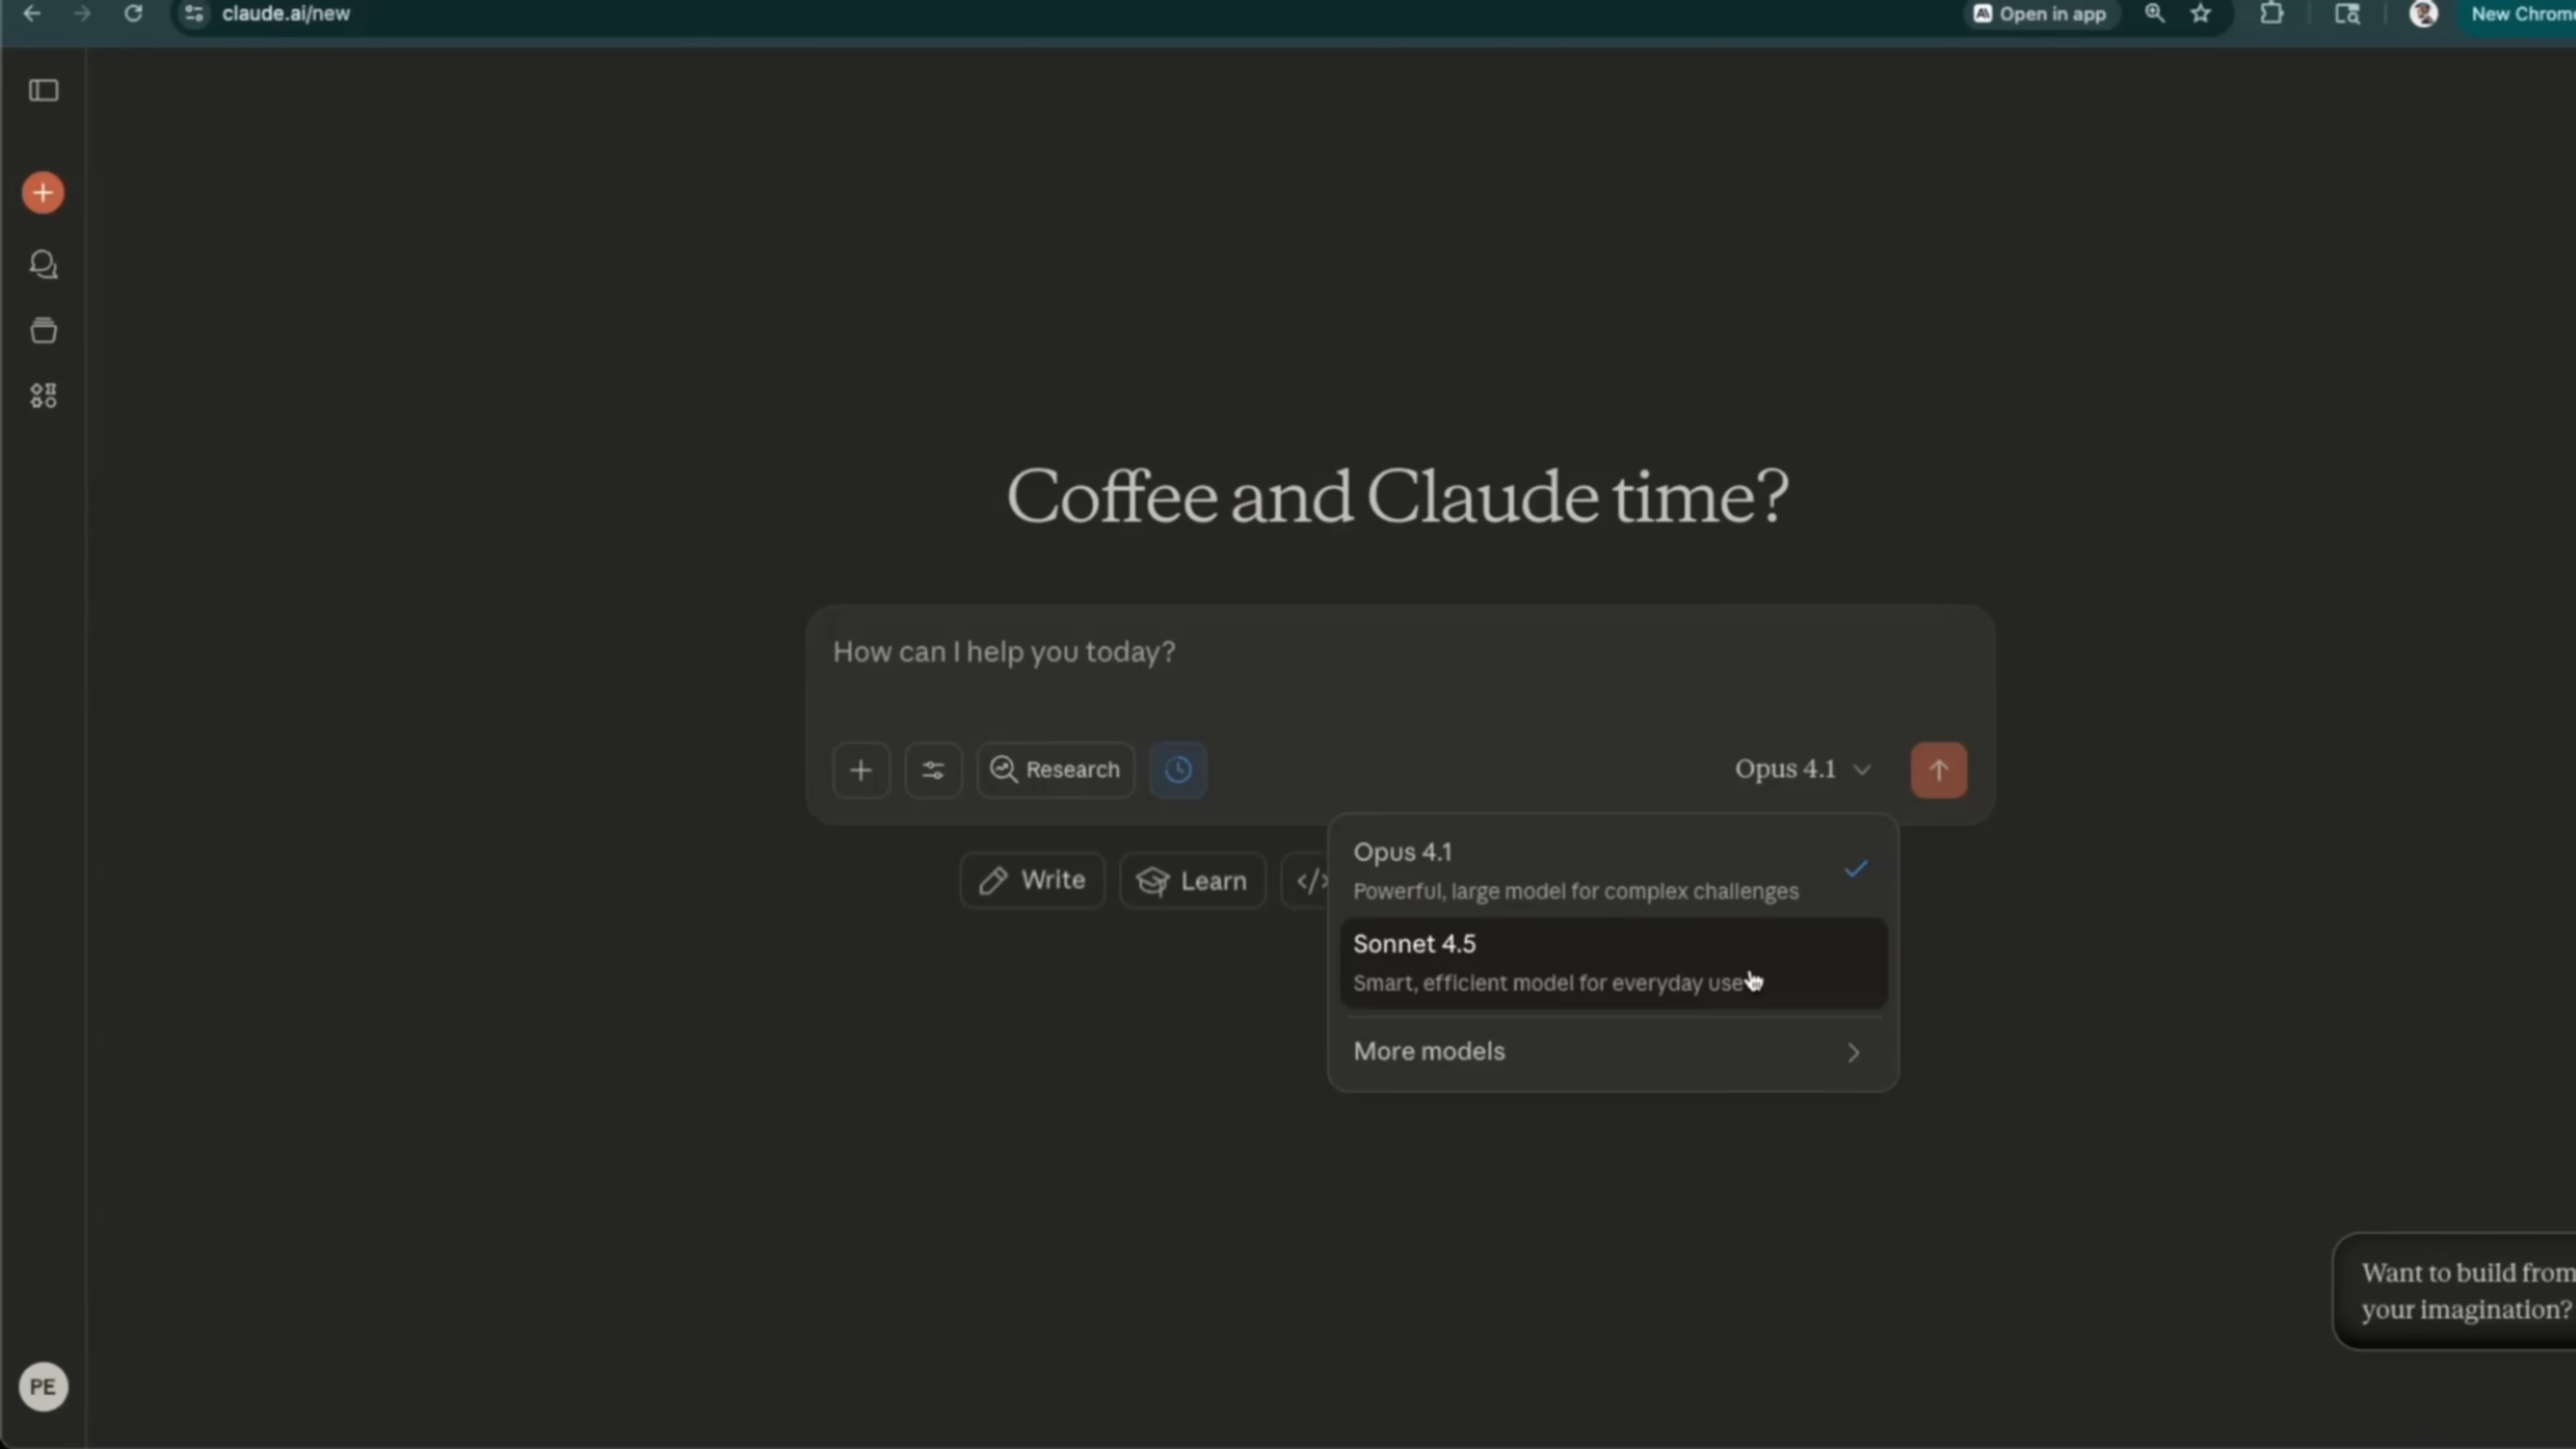 claude.ai/new
Open in app
New Chrome
Coffee and Claude time?
How can I help you today?
Research
Opus 4.1
Write
Learn
Opus 4.1
Powerful, large model for complex challenges
Sonnet 4.5
Smart, efficient model for everyday use
More models
Want to build from
your imagination?
PE